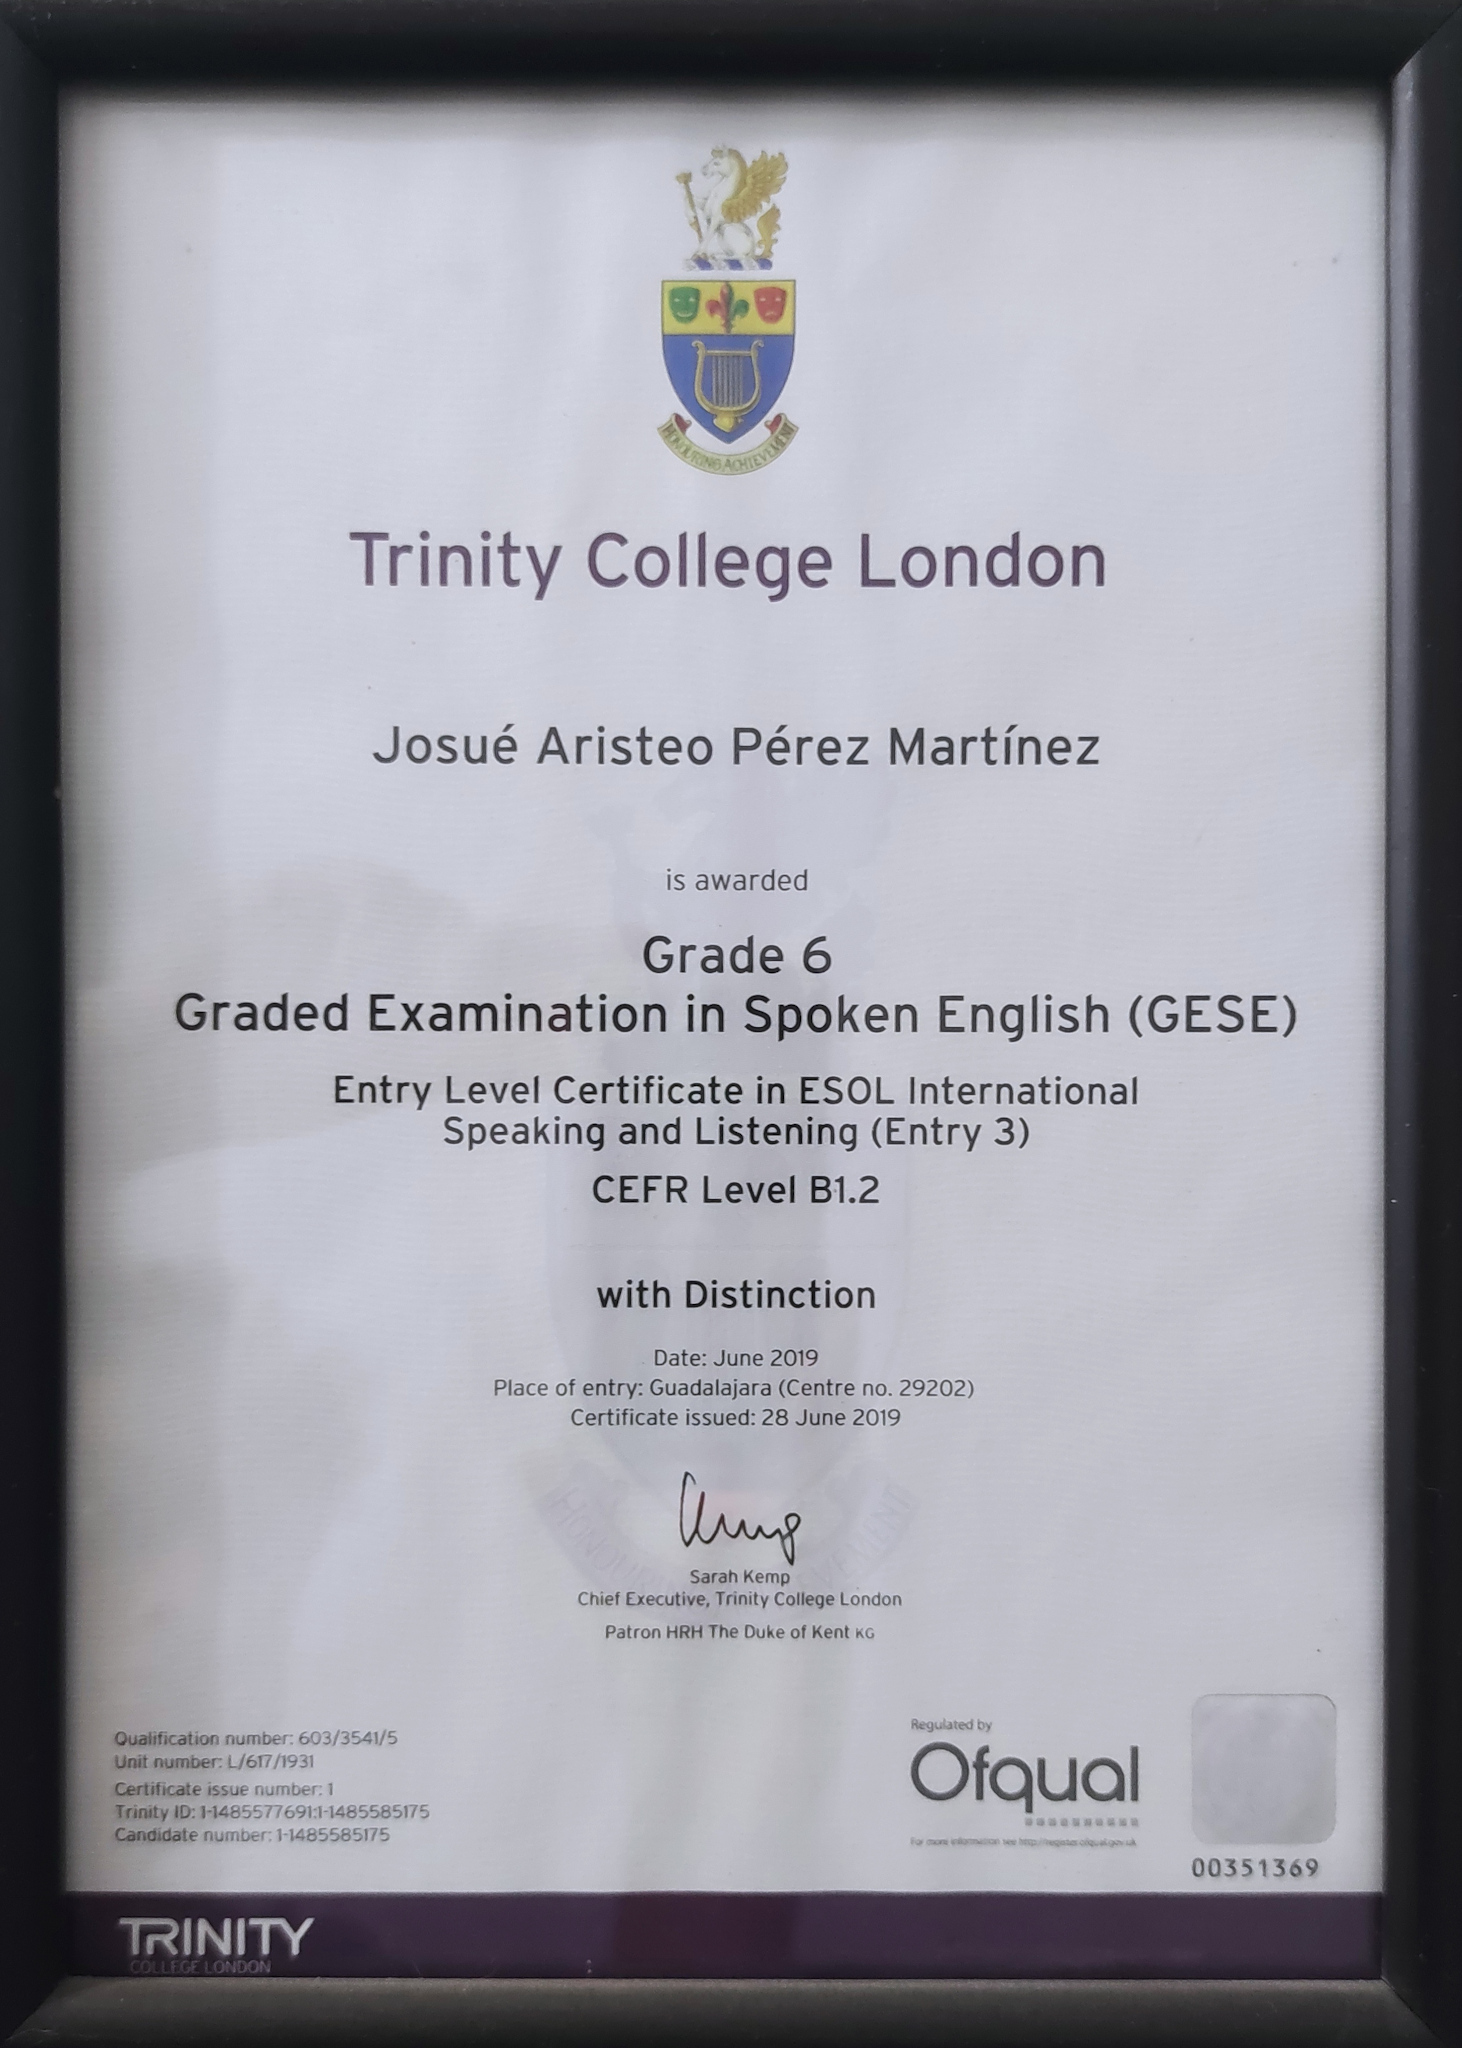 HONOURING ACHIEVEMENT
Trinity College London
Josué Aristeo Pérez Martínez
is awarded
Grade 6
Graded Examination in Spoken English (GESE)
Entry Level Certificate in ESOL International
Speaking and Listening (Entry 3)
CEFR Level B1.2
with Distinction
Date: June 2019
Place of entry: Guadalajara (Centre no. 29202)
Certificate issued: 28 June 2019
Sarah Kemp
Chief Executive, Trinity College London
Patron HRH The Duke of Kent KG
Qualification number: 603/3541/5
Unit number: L/617/1931
Certificate issue number: 1
Trinity ID: 1-1485577691:1-1485585175
Candidate number: 1-1485585175
Regulated by
Ofqual
For more information see http://register.ofqual.gov.uk
00351369
TRINITY
COLLEGE LONDON